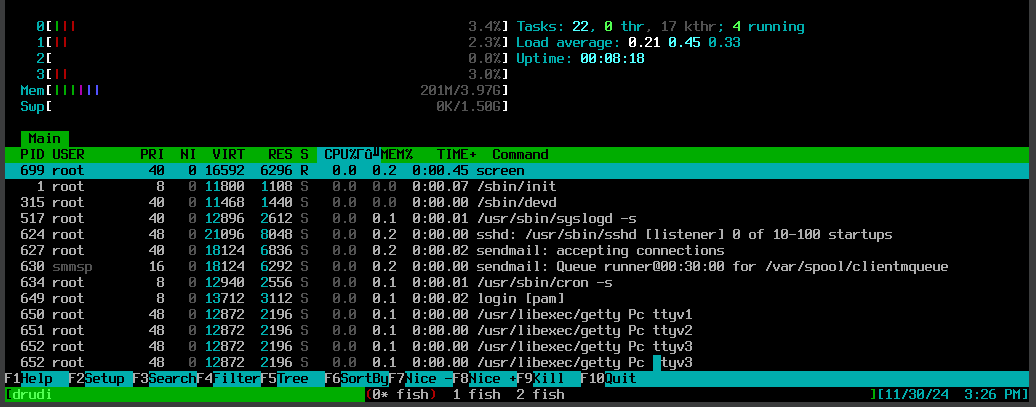 0[||| 3.4%] Tasks: 22, 0 thr, 17 kthr; 4 running
1[|| 2.3%] Load average: 0.21 0.45 0.33
2[ 0.0%] Uptime: 00:08:18
3[|| 3.0%]
Mem[|||||| 201M/3.97G]
Swp[ 0K/1.50G]
Main
PID USER PRI NI VIRT RES S CPU% MEM% TIME+ Command
699 root 40 0 16592 6296 R 0.0 0.2 0:00.45 screen
1 root 8 0 11800 1108 S 0.0 0.0 0:00.07 /sbin/init
315 root 40 0 11468 1440 S 0.0 0.0 0:00.02 /sbin/devd
517 root 40 0 12896 2612 S 0.0 0.1 0:00.01 /usr/sbin/syslogd -s
624 root 48 0 21096 8048 S 0.0 0.2 0:00.00 sshd: /usr/sbin/sshd [listener] 0 of 10-100 startups
627 root 40 0 18124 6836 S 0.0 0.2 0:00.02 sendmail: accepting connections
630 smmsp 16 0 18124 6292 S 0.0 0.2 0:00.00 sendmail: Queue runner@00:30:00 for /var/spool/clientmqueue
634 root 8 0 12940 2556 S 0.0 0.1 0:00.01 /usr/sbin/cron -s
649 root 8 0 13712 3112 S 0.0 0.1 0:00.02 login [pam]
650 root 48 0 12872 2196 S 0.0 0.1 0:00.00 /usr/libexec/getty Pc ttyv1
651 root 48 0 12872 2196 S 0.0 0.1 0:00.00 /usr/libexec/getty Pc ttyv2
652 root 48 0 12872 2196 S 0.0 0.1 0:00.00 /usr/libexec/getty Pc ttyv3
652 root 48 0 12872 2196 S 0.0 0.1 0:00.00 /usr/libexec/getty Pc ttyv3
F1Help F2Setup F3SearchF4FilterF5Tree F6SortByF7Nice -F8Nice +F9Kill F10Quit
[drudi (0* fish) 1 fish 2 fish ][11/30/24 3:26 PM]